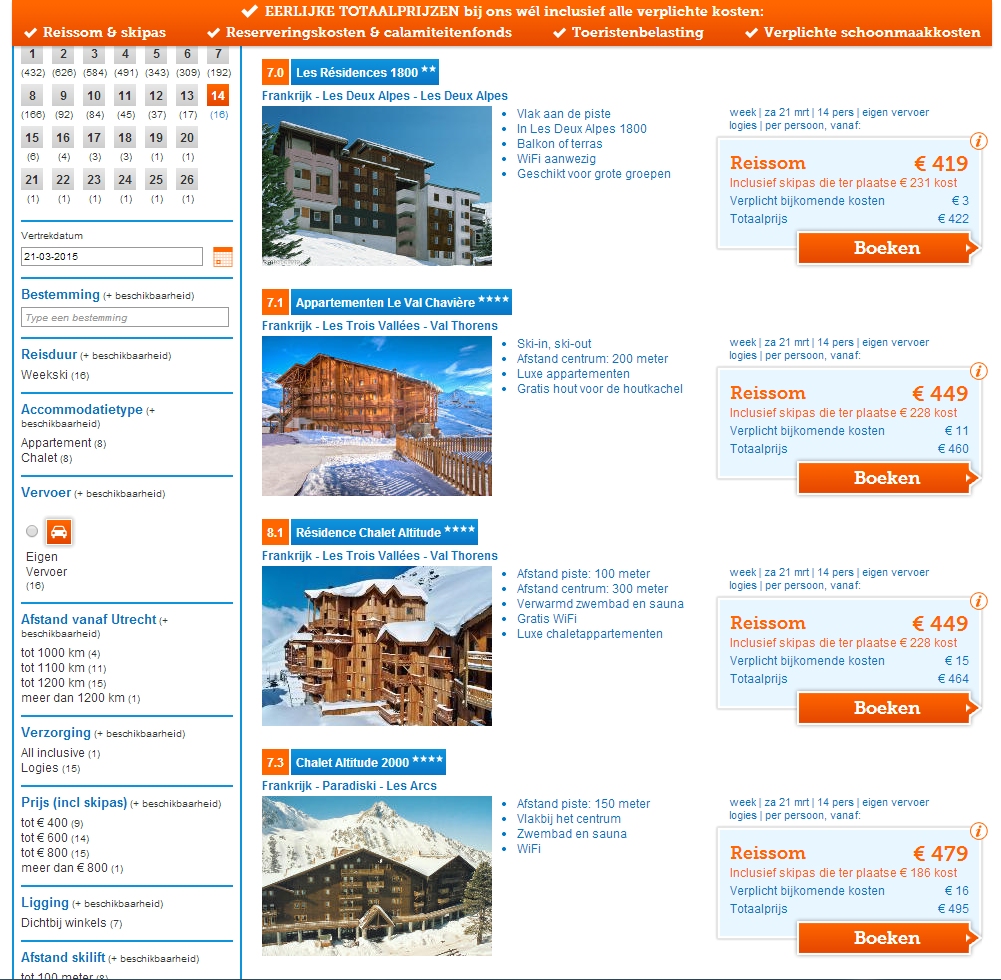 EERLIJKE TOTAALPRIJZEN bij ons wél inclusief alle verplichte kosten:
Reissom & skipas Reserveringskosten & calamiteitenfonds Toeristenbelasting Verplichte schoonmaakkosten
1 2 3 4 5 6 7
(432) (626) (584) (491) (343) (309) (192)
8 9 10 11 12 13 14
(166) (92) (84) (45) (37) (17) (16)
15 16 17 18 19 20
(6) (4) (3) (3) (1) (1)
21 22 23 24 25 26
(1) (1) (1) (1) (1) (1)
Vertrekdatum
21-03-2015
Bestemming (+ beschikbaarheid)
Type een bestemming
Reisduur (+ beschikbaarheid)
Weekski (16)
Accommodatietype (+
beschikbaarheid)
Appartement (8)
Chalet (8)
Vervoer (+ beschikbaarheid)
Eigen
Vervoer
(16)
Afstand vanaf Utrecht (+
beschikbaarheid)
tot 1000 km (4)
tot 1100 km (11)
tot 1200 km (15)
meer dan 1200 km (1)
Verzorging (+ beschikbaarheid)
All inclusive (1)
Logies (15)
Prijs (incl skipas) (+ beschikbaarheid)
tot € 400 (9)
tot € 600 (14)
tot € 800 (15)
meer dan € 800 (1)
Ligging (+ beschikbaarheid)
Dichtbij winkels (7)
Afstand skilift (+ beschikbaarheid)
tot 100 meter (8)
7.0 Les Résidences 1800 **
Frankrijk - Les Deux Alpes - Les Deux Alpes
Vlak aan de piste
In Les Deux Alpes 1800
Balkon of terras
WiFi aanwezig
Geschikt voor grote groepen
week | za 21 mrt | 14 pers | eigen vervoer
logies | per persoon, vanaf:
i
Reissom € 419
Inclusief skipas die ter plaatse € 231 kost
Verplicht bijkomende kosten € 3
Totaalprijs € 422
Boeken
7.1 Appartementen Le Val Chavière ****
Frankrijk - Les Trois Vallées - Val Thorens
Ski-in, ski-out
Afstand centrum: 200 meter
Luxe appartementen
Gratis hout voor de houtkachel
week | za 21 mrt | 14 pers | eigen vervoer
logies | per persoon, vanaf:
i
Reissom € 449
Inclusief skipas die ter plaatse € 228 kost
Verplicht bijkomende kosten € 11
Totaalprijs € 460
Boeken
8.1 Résidence Chalet Altitude ****
Frankrijk - Les Trois Vallées - Val Thorens
Afstand piste: 100 meter
Afstand centrum: 300 meter
Verwarmd zwembad en sauna
Gratis WiFi
Luxe chaletappartementen
week | za 21 mrt | 14 pers | eigen vervoer
logies | per persoon, vanaf:
i
Reissom € 449
Inclusief skipas die ter plaatse € 228 kost
Verplicht bijkomende kosten € 15
Totaalprijs € 464
Boeken
7.3 Chalet Altitude 2000 ****
Frankrijk - Paradiski - Les Arcs
Afstand piste: 150 meter
Vlakbij het centrum
Zwembad en sauna
WiFi
week | za 21 mrt | 14 pers | eigen vervoer
logies | per persoon, vanaf:
i
Reissom € 479
Inclusief skipas die ter plaatse € 186 kost
Verplicht bijkomende kosten € 16
Totaalprijs € 495
Boeken